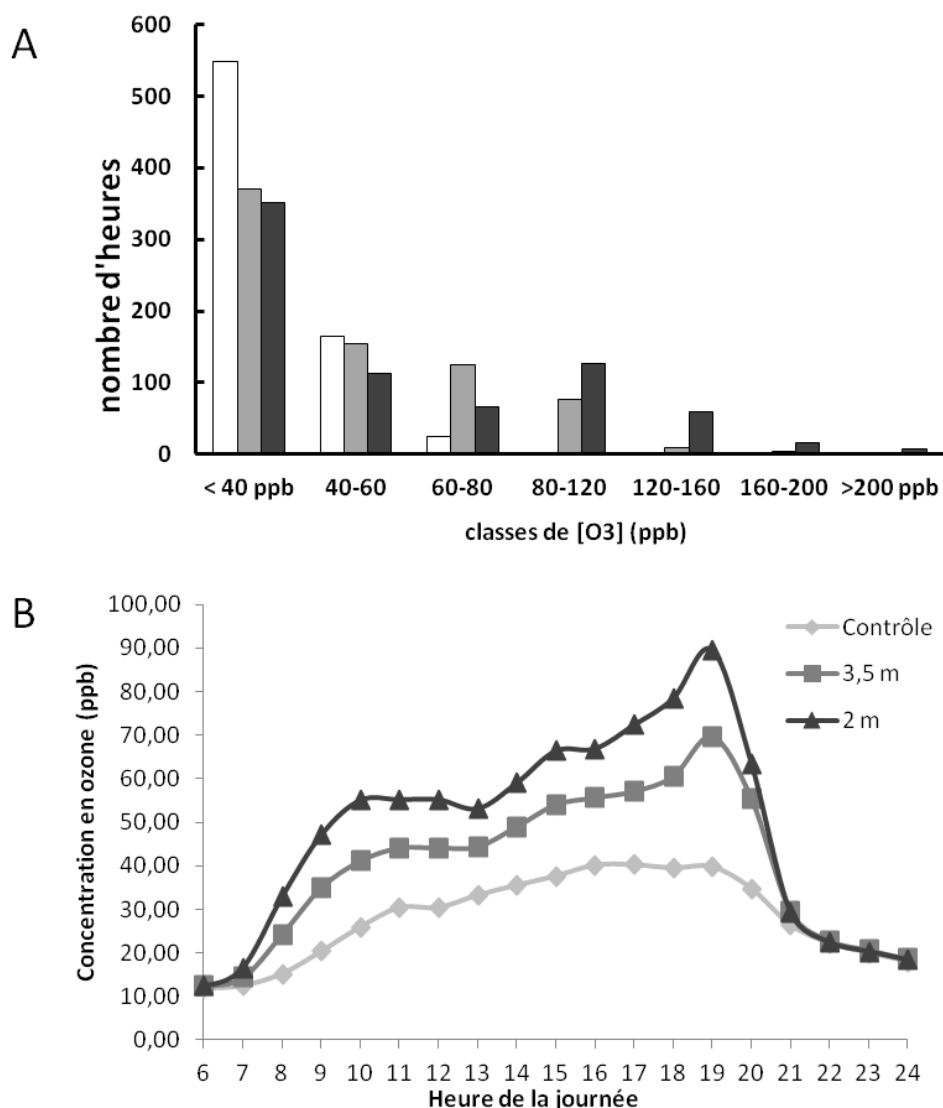 A
600
500
400
300
200
100
0
nombre d'heures
< 40 ppb 40-60 60-80 80-120 120-160 160-200 >200 ppb
classes de [O3] (ppb)
B
100,00
90,00
80,00
70,00
60,00
50,00
40,00
30,00
20,00
10,00
0,00
Concentration en ozone (ppb)
Contrôle
3,5 m
2 m
6 7 8 9 10 11 12 13 14 15 16 17 18 19 20 21 22 23 24
Heure de la journée